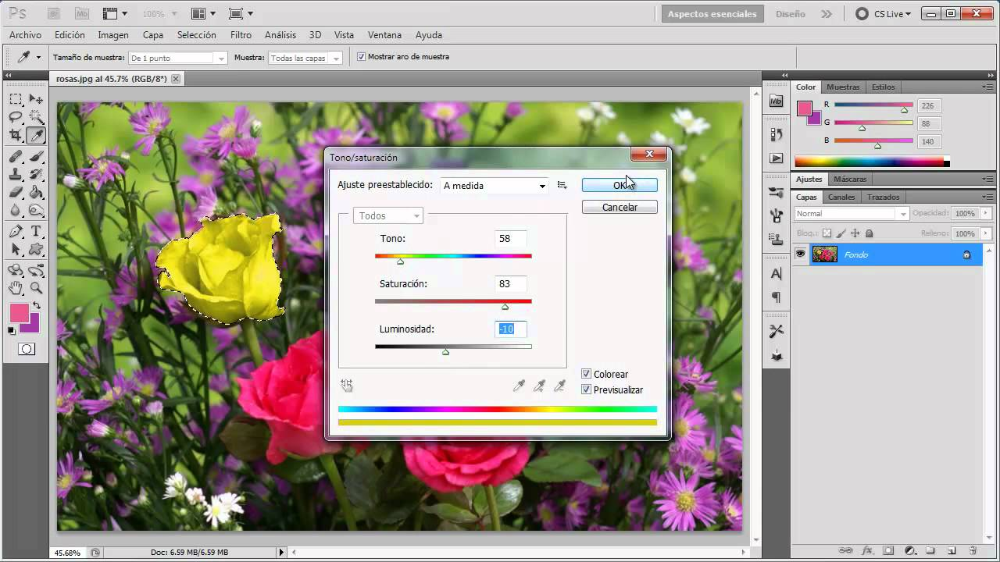 Ps Br Mb 100% Aspectos esenciales Diseño CS Live
Archivo Edición Imagen Capa Selección Filtro Análisis 3D Vista Ventana Ayuda
Tamaño de muestra: De 1 punto Muestra: Todas las capas Mostrar aro de muestra
rosas.jpg al 45.7% (RGB/8*)
Tono/saturación
Ajuste preestablecido: A medida
OK
Cancelar
Todos
Tono: 58
Saturación: 83
Luminosidad: -10
Colorear
Previsualizar
Mb
Color Muestras Estilos
R 226
G 88
B 140
Ajustes Máscaras
Capas Canales Trazados
Normal Opacidad: 100%
Bloq.: Relleno: 100%
Fondo
45.68% Doc: 6.59 MB/6.59 MB